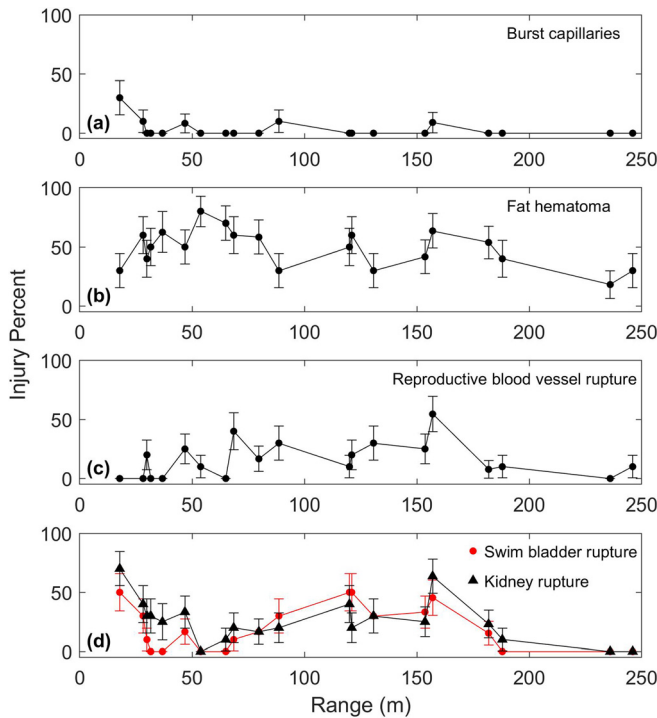 100
Burst capillaries
50
0
(a)
0 50 100 150 200 250
100
Fat hematoma
50
0
(b)
0 50 100 150 200 250
Injury Percent
100
Reproductive blood vessel rupture
50
0
(c)
0 50 100 150 200 250
100
Swim bladder rupture
Kidney rupture
50
0
(d)
0 50 100 150 200 250
Range (m)